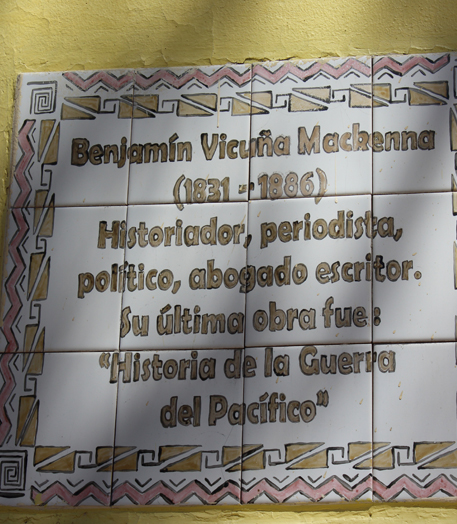 Benjamín Vicuña Mackenna
(1831 - 1886)
Historiador, periodista,
político, abogado escritor.
Su última obra fue:
"Historia de la Guerra
del Pacífico"